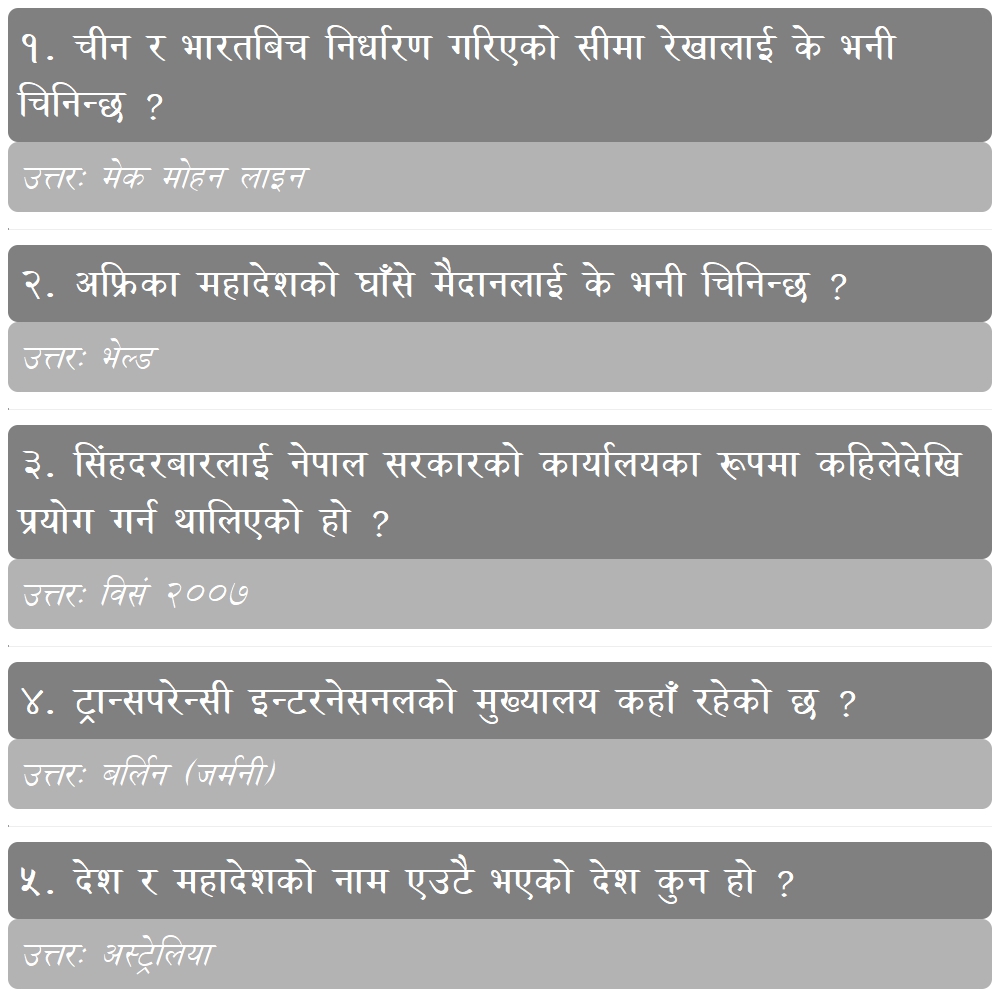 १. चीन र भारतबिच निर्धारण गरिएको सीमा रेखालाई के भनी
चिनिन्छ ?
उत्तरः मेक मोहन लाइन
२. अफ्रिका महादेशको घाँसे मैदानलाई के भनी चिनिन्छ ?
उत्तरः भेल्ड
३. सिंहदरबारलाई नेपाल सरकारको कार्यालयका रूपमा कहिलेदेखि
प्रयोग गर्न थालिएको हो ?
उत्तरः विसं २००७
४. ट्रान्सपरेन्सी इन्टरनेसनलको मुख्यालय कहाँ रहेको छ ?
उत्तरः बर्लिन (जर्मनी)
५. देश र महादेशको नाम एउटै भएको देश कुन हो ?
उत्तरः अस्ट्रेलिया